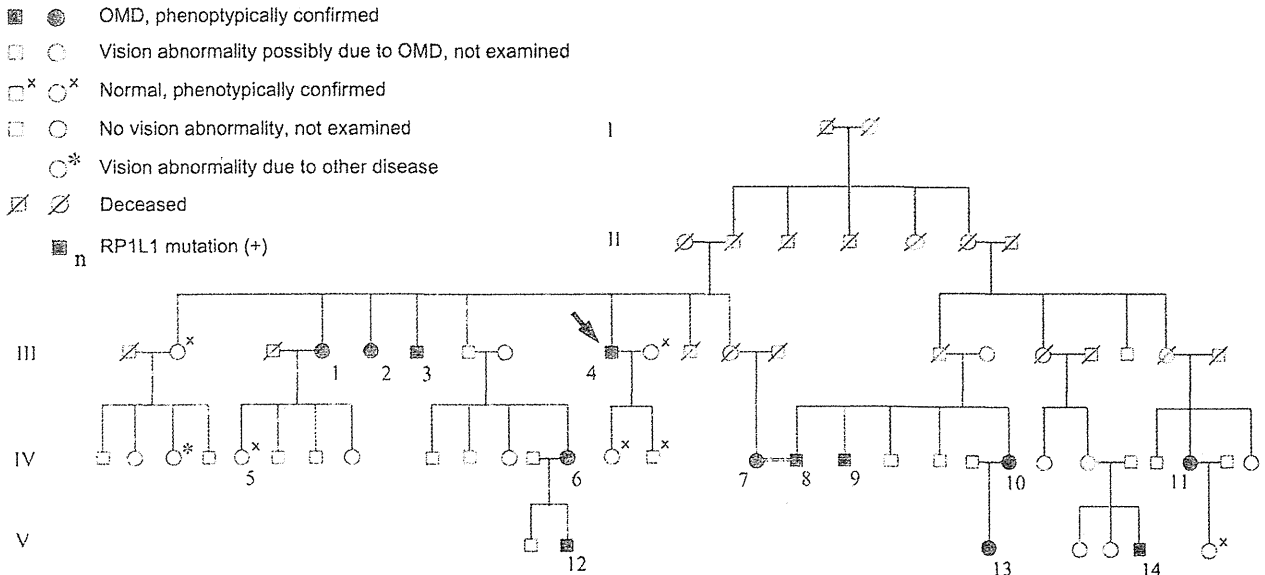 OMD, phenoptypically confirmed
Vision abnormality possibly due to OMD, not examined
x x Normal, phenotypically confirmed
No vision abnormality, not examined
* Vision abnormality due to other disease
Deceased
n RP1L1 mutation (+)
I
II
III
x x
1 2 3 4
IV
* x x x
5 6 7 8 9 10 11
V
x
12 13 14